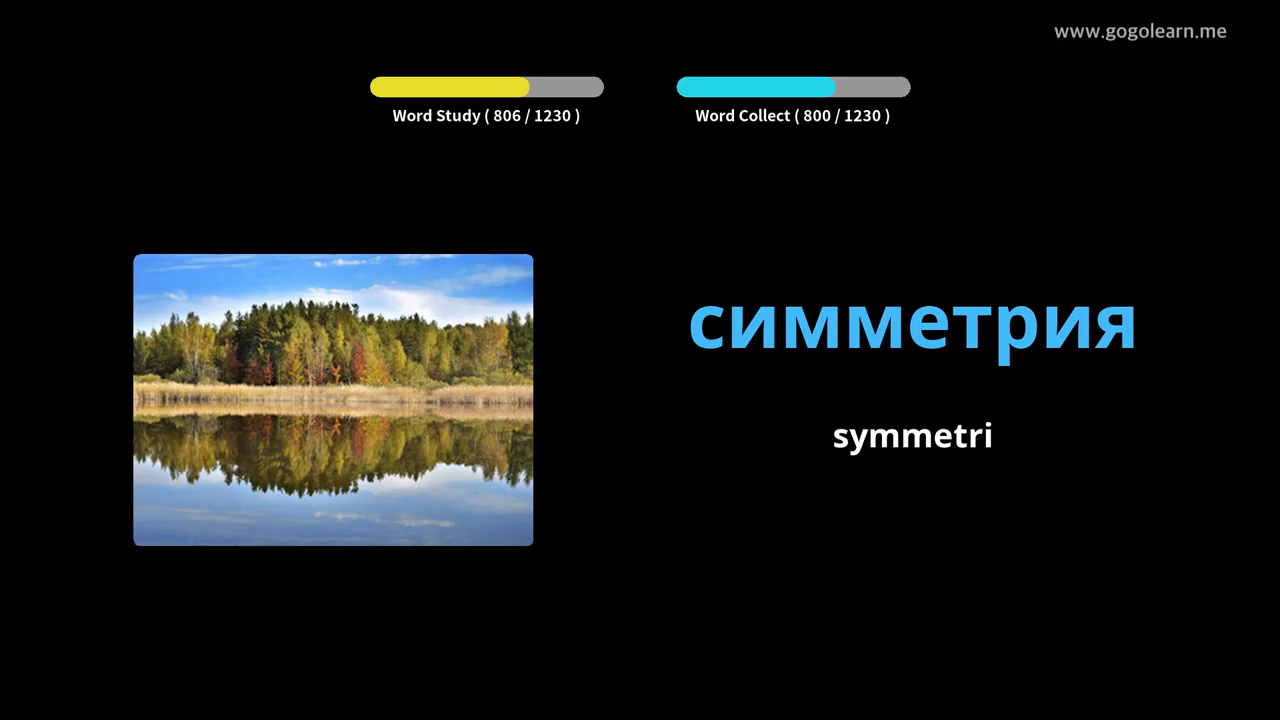 www.gogolearn.me
Word Study ( 806 / 1230 )
Word Collect ( 800 / 1230 )
симметрия
symmetri